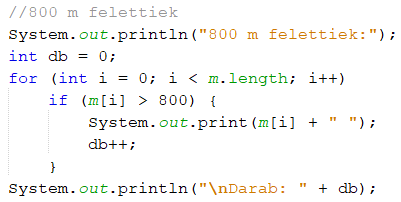 //800 m felettiek
System.out.println("800 m felettiek:");
int db = 0;
for (int i = 0; i < m.length; i++)
    if (m[i] > 800) {
        System.out.print(m[i] + " ");
        db++;
    }
System.out.println("\nDarab: " + db);